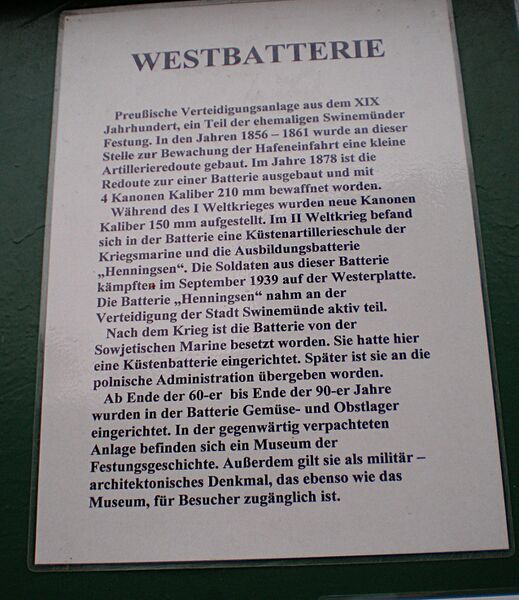 WESTBATTERIE
Preußische Verteidigungsanlage aus dem XIX
Jahrhundert, ein Teil der ehemaligen Swinemünder
Festung. In den Jahren 1856 – 1861 wurde an dieser
Stelle zur Bewachung der Hafeneinfahrt eine kleine
Artillerieredoute gebaut. Im Jahre 1878 ist die
Redoute zur einer Batterie ausgebaut und mit
4 Kanonen Kaliber 210 mm bewaffnet worden.
Während des I Weltkrieges wurden neue Kanonen
Kaliber 150 mm aufgestellt. Im II Weltkrieg befand
sich in der Batterie eine Küstenartillerieschule der
Kriegsmarine und die Ausbildungsbatterie
„Henningsen“. Die Soldaten aus dieser Batterie
kämpften im September 1939 auf der Westerplatte.
Die Batterie „Henningsen“ nahm an der
Verteidigung der Stadt Swinemünde aktiv teil.
Nach dem Krieg ist die Batterie von der
Sowjetischen Marine besetzt worden. Sie hatte hier
eine Küstenbatterie eingerichtet. Später ist sie an die
polnische Administration übergeben worden.
Ab Ende der 60-er bis Ende der 90-er Jahre
wurden in der Batterie Gemüse- und Obstlager
eingerichtet. In der gegenwärtig verpachteten
Anlage befinden sich ein Museum der
Festungsgeschichte. Außerdem gilt sie als militär –
architektonisches Denkmal, das ebenso wie das
Museum, für Besucher zugänglich ist.